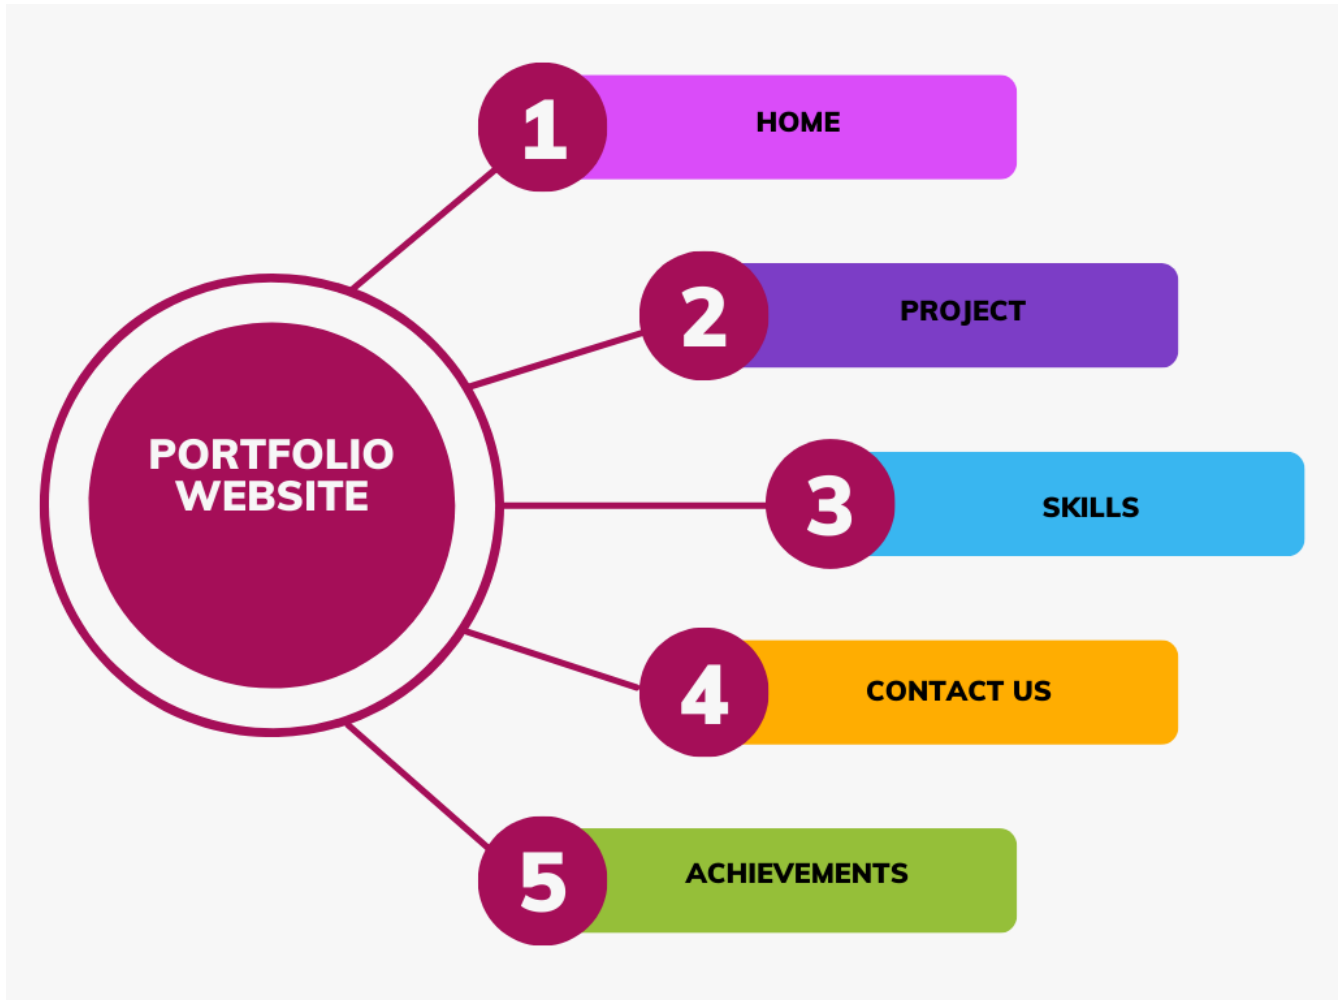 PORTFOLIO
WEBSITE
1
HOME
2
PROJECT
3
SKILLS
4
CONTACT US
5
ACHIEVEMENTS